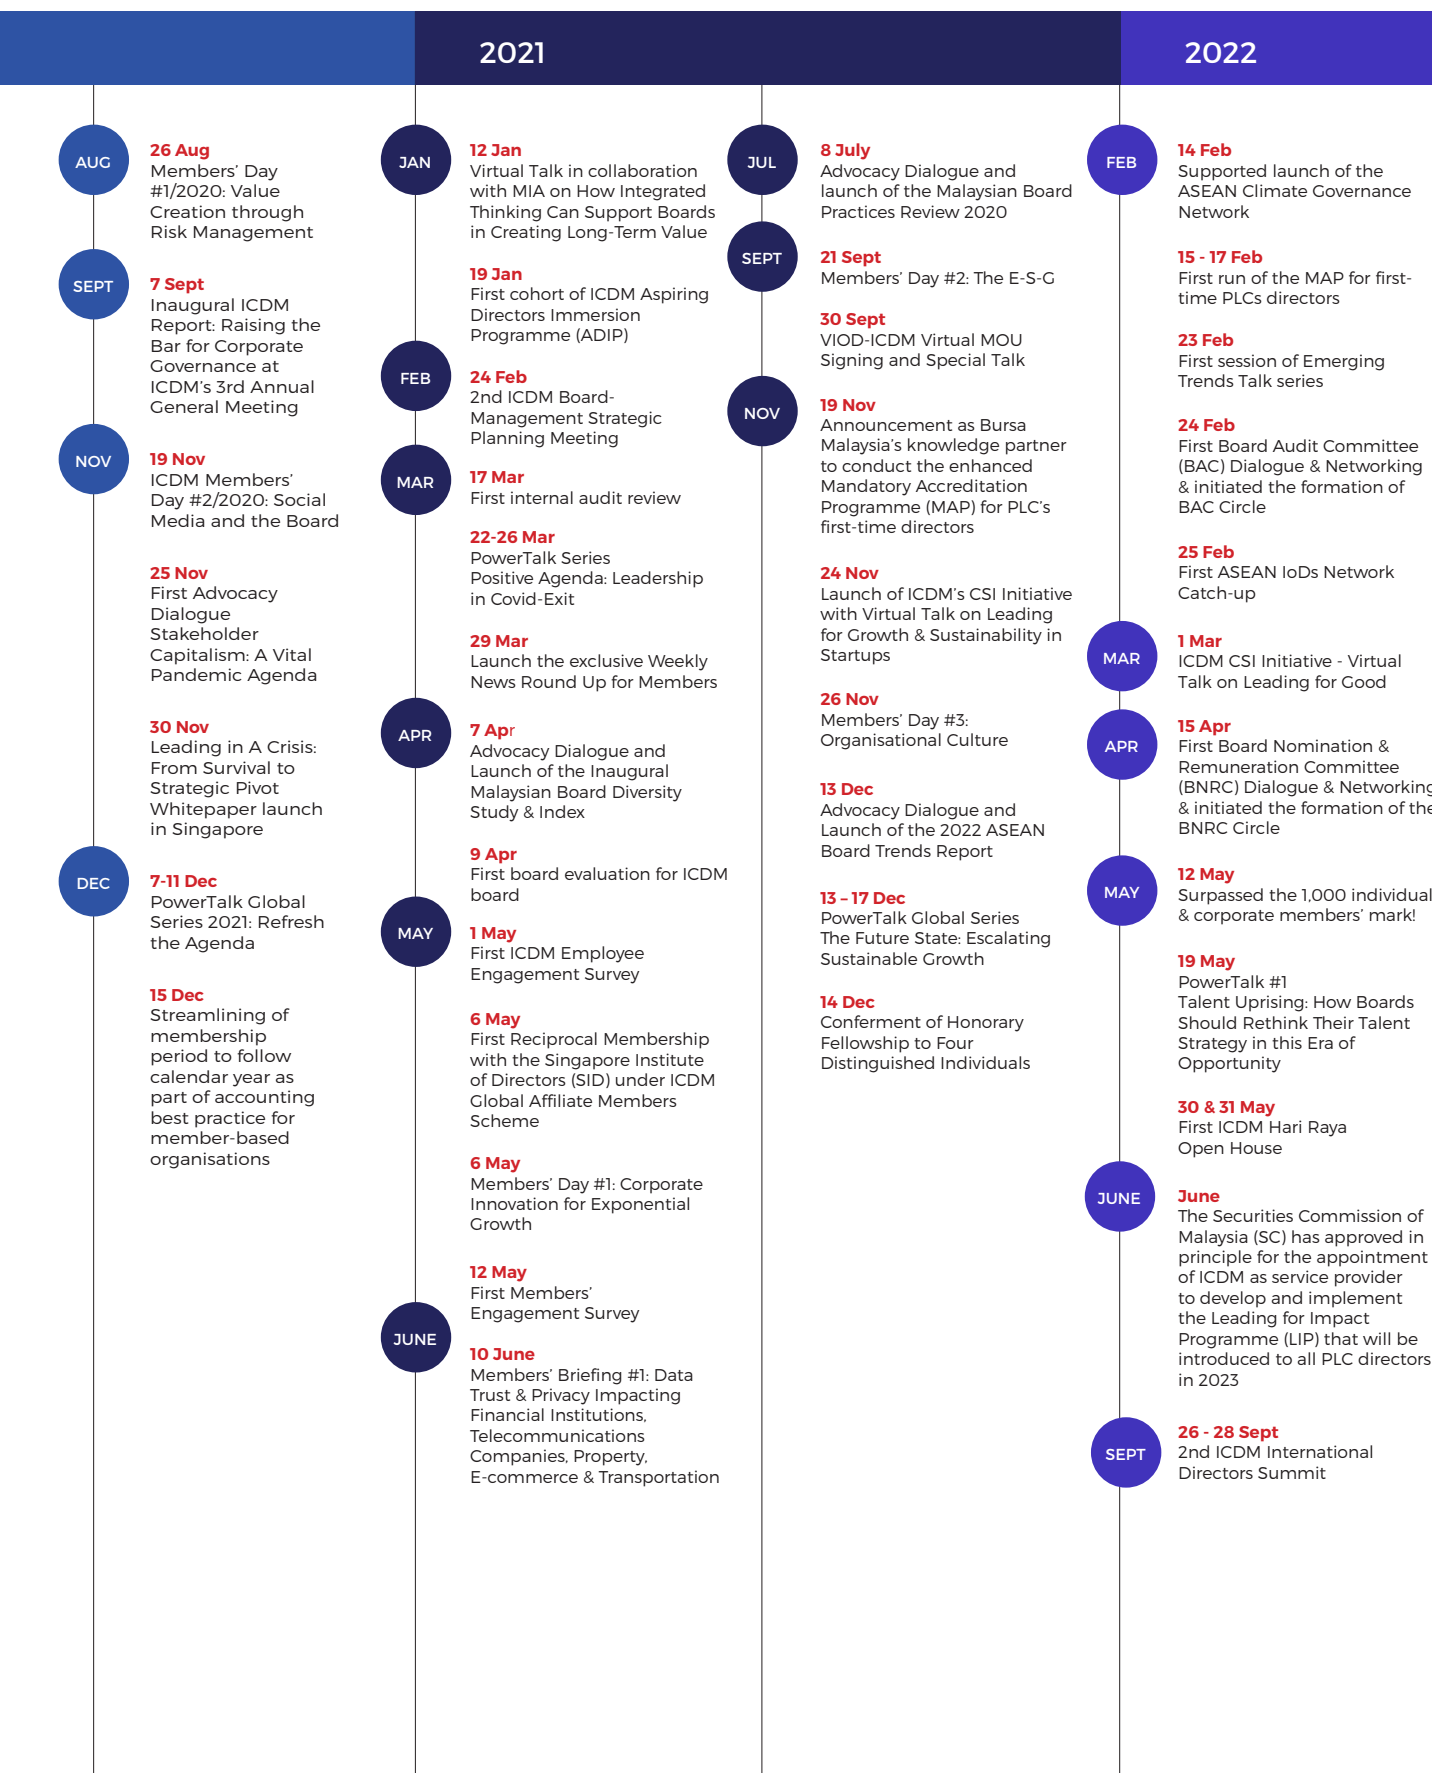 2021
2022
AUG
26 Aug
Members’ Day
#1/2020: Value
Creation through
Risk Management
SEPT
7 Sept
Inaugural ICDM
Report: Raising the
Bar for Corporate
Governance at
ICDM’s 3rd Annual
General Meeting
NOV
19 Nov
ICDM Members’
Day #2/2020: Social
Media and the Board
25 Nov
First Advocacy
Dialogue
Stakeholder
Capitalism: A Vital
Pandemic Agenda
30 Nov
Leading in A Crisis:
From Survival to
Strategic Pivot
Whitepaper launch
in Singapore
DEC
7-11 Dec
PowerTalk Global
Series 2021: Refresh
the Agenda
15 Dec
Streamlining of
membership
period to follow
calendar year as
part of accounting
best practice for
member-based
organisations
JAN
12 Jan
Virtual Talk in collaboration
with MIA on How Integrated
Thinking Can Support Boards
in Creating Long-Term Value
19 Jan
First cohort of ICDM Aspiring
Directors Immersion
Programme (ADIP)
FEB
24 Feb
2nd ICDM Board-
Management Strategic
Planning Meeting
MAR
17 Mar
First internal audit review
22-26 Mar
PowerTalk Series
Positive Agenda: Leadership
in Covid-Exit
29 Mar
Launch the exclusive Weekly
News Round Up for Members
APR
7 Apr
Advocacy Dialogue and
Launch of the Inaugural
Malaysian Board Diversity
Study & Index
9 Apr
First board evaluation for ICDM
board
MAY
1 May
First ICDM Employee
Engagement Survey
6 May
First Reciprocal Membership
with the Singapore Institute
of Directors (SID) under ICDM
Global Affiliate Members
Scheme
6 May
Members’ Day #1: Corporate
Innovation for Exponential
Growth
12 May
First Members’
Engagement Survey
JUNE
10 June
Members’ Briefing #1: Data
Trust & Privacy Impacting
Financial Institutions,
Telecommunications
Companies, Property,
E-commerce & Transportation
JUL
8 July
Advocacy Dialogue and
launch of the Malaysian Board
Practices Review 2020
SEPT
21 Sept
Members’ Day #2: The E-S-G
30 Sept
VIOD-ICDM Virtual MOU
Signing and Special Talk
NOV
19 Nov
Announcement as Bursa
Malaysia’s knowledge partner
to conduct the enhanced
Mandatory Accreditation
Programme (MAP) for PLC’s
first-time directors
24 Nov
Launch of ICDM’s CSI Initiative
with Virtual Talk on Leading
for Growth & Sustainability in
Startups
26 Nov
Members’ Day #3:
Organisational Culture
13 Dec
Advocacy Dialogue and
Launch of the 2022 ASEAN
Board Trends Report
13 – 17 Dec
PowerTalk Global Series
The Future State: Escalating
Sustainable Growth
14 Dec
Conferment of Honorary
Fellowship to Four
Distinguished Individuals
FEB
14 Feb
Supported launch of the
ASEAN Climate Governance
Network
15 - 17 Feb
First run of the MAP for first-
time PLCs directors
23 Feb
First session of Emerging
Trends Talk series
24 Feb
First Board Audit Committee
(BAC) Dialogue & Networking
& initiated the formation of
BAC Circle
25 Feb
First ASEAN IoDs Network
Catch-up
MAR
1 Mar
ICDM CSI Initiative - Virtual
Talk on Leading for Good
APR
15 Apr
First Board Nomination &
Remuneration Committee
(BNRC) Dialogue & Networking
& initiated the formation of the
BNRC Circle
MAY
12 May
Surpassed the 1,000 individual
& corporate members’ mark!
19 May
PowerTalk #1
Talent Uprising: How Boards
Should Rethink Their Talent
Strategy in this Era of
Opportunity
30 & 31 May
First ICDM Hari Raya
Open House
JUNE
June
The Securities Commission of
Malaysia (SC) has approved in
principle for the appointment
of ICDM as service provider
to develop and implement
the Leading for Impact
Programme (LIP) that will be
introduced to all PLC directors
in 2023
SEPT
26 - 28 Sept
2nd ICDM International
Directors Summit